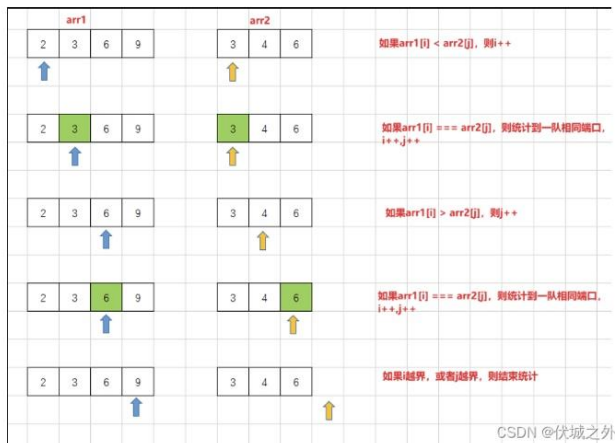 arr1 arr2
2 3 6 9 3 4 6 如果arr1[i] < arr2[j]，则i++
2 3 6 9 3 4 6 如果arr1[i] === arr2[j]，则统计到一队相同端口，
i++,j++
2 3 6 9 3 4 6 如果arr1[i] > arr2[j]，则j++
2 3 6 9 3 4 6 如果arr1[i] === arr2[j]，则统计到一队相同端口，
i++,j++
2 3 6 9 3 4 6 如果i越界，或者j越界，则结束统计
CSDN @伏城之外